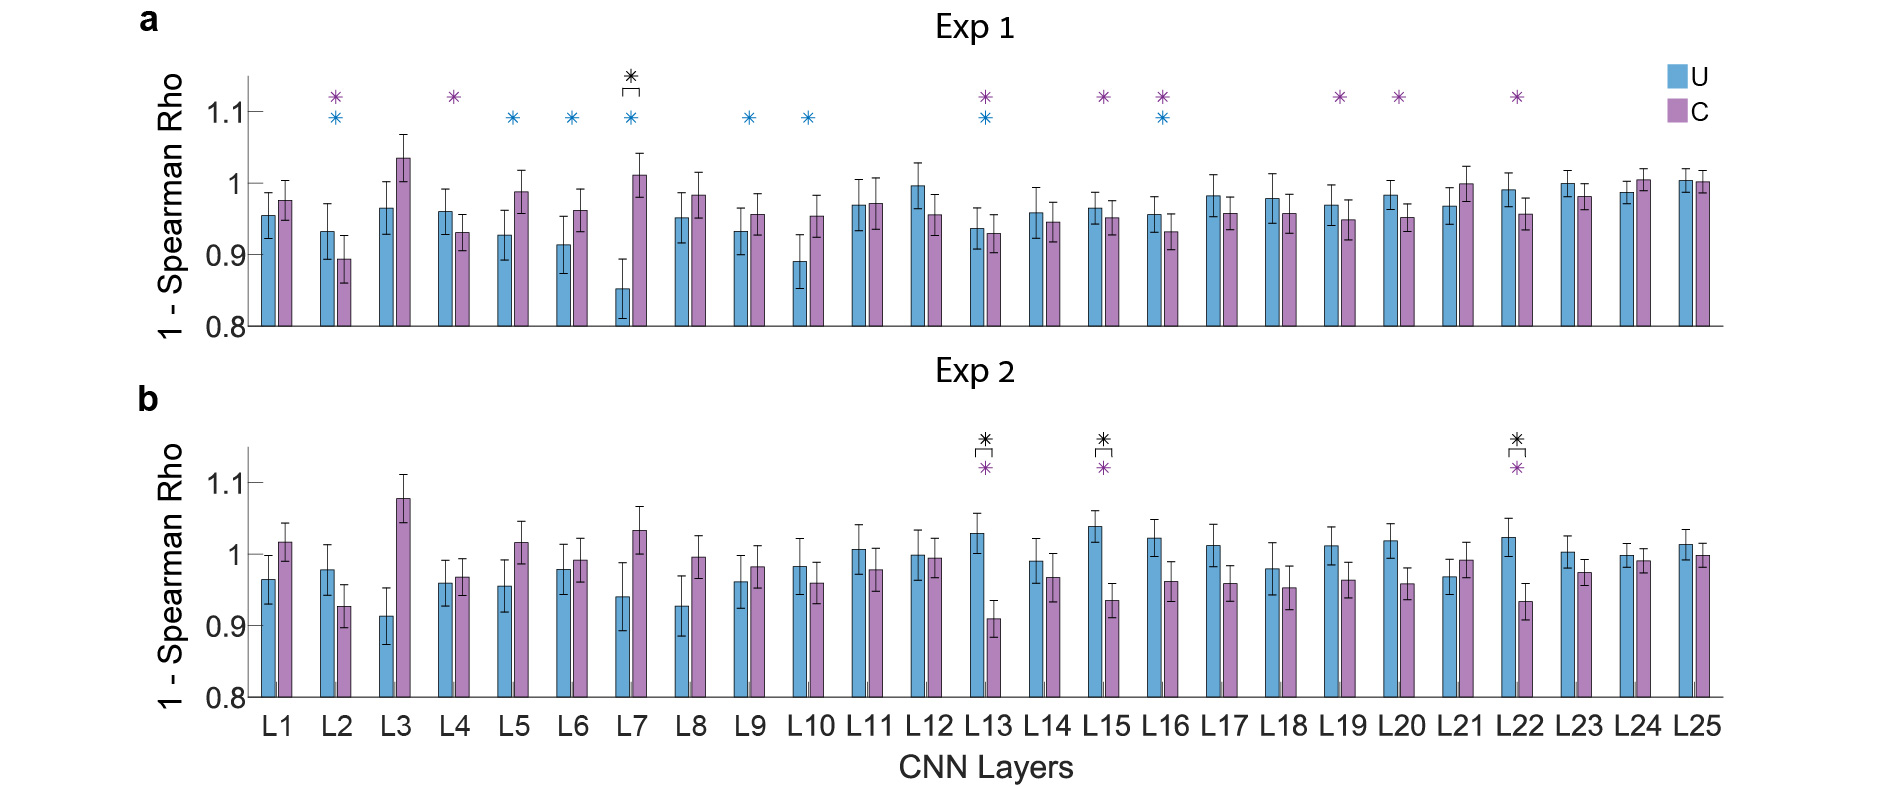 a
Exp 1
1 - Spearman Rho
1.1
1
0.9
0.8
U
C
b
Exp 2
1 - Spearman Rho
1.1
1
0.9
0.8
L1 L2 L3 L4 L5 L6 L7 L8 L9 L10 L11 L12 L13 L14 L15 L16 L17 L18 L19 L20 L21 L22 L23 L24 L25
CNN Layers